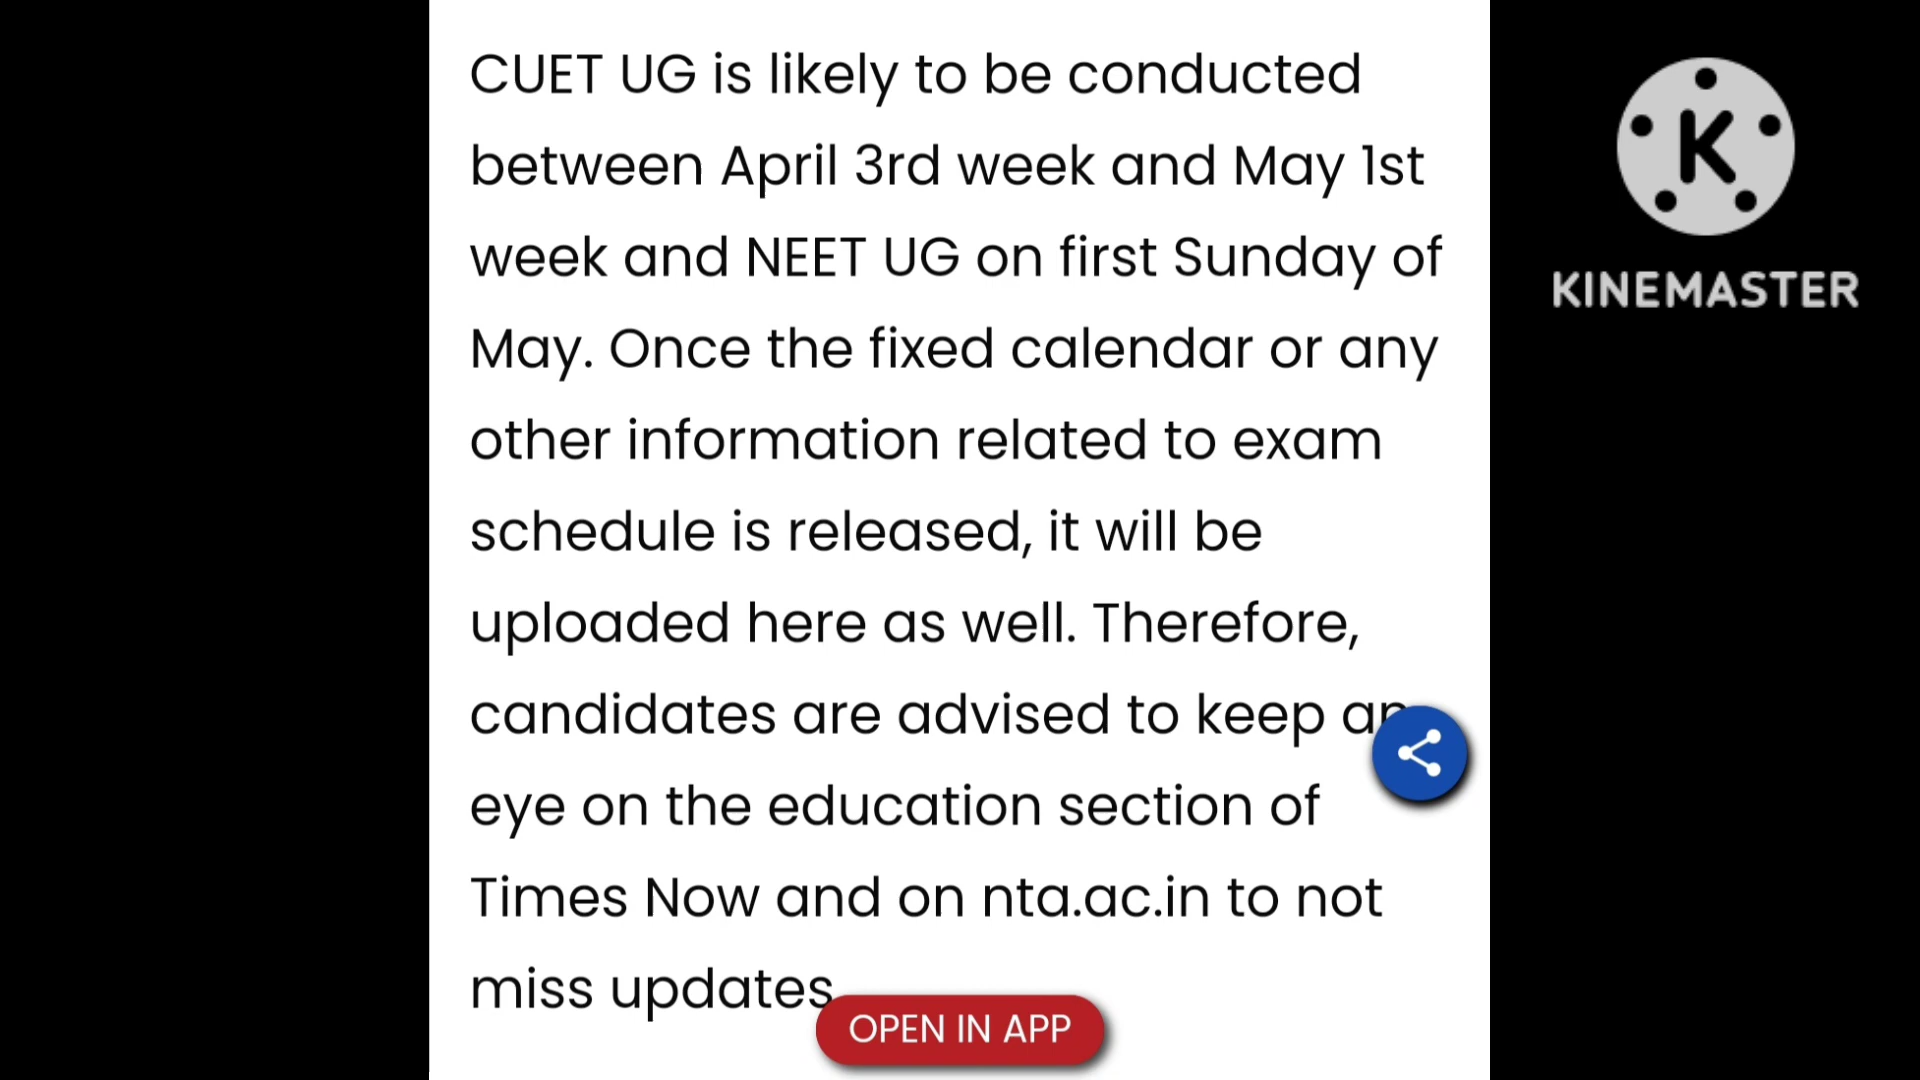 CUET UG is likely to be conducted
between April 3rd week and May 1st
week and NEET UG on first Sunday of
May. Once the fixed calendar or any
other information related to exam
schedule is released, it will be
uploaded here as well. Therefore,
candidates are advised to keep an
eye on the education section of
Times Now and on nta.ac.in to not
miss updates
OPEN IN APP
K
KINEMASTER